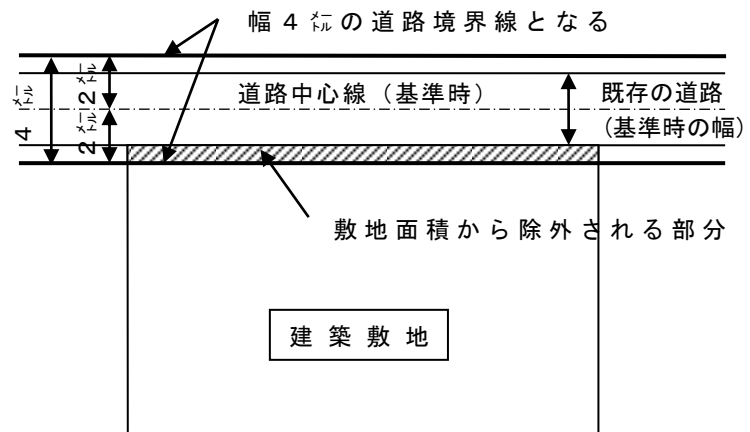 幅4㍍の道路境界線となる
4㍍
2㍍
2㍍
道路中心線(基準時)
既存の道路
(基準時の幅)
敷地面積から除外される部分
建築敷地